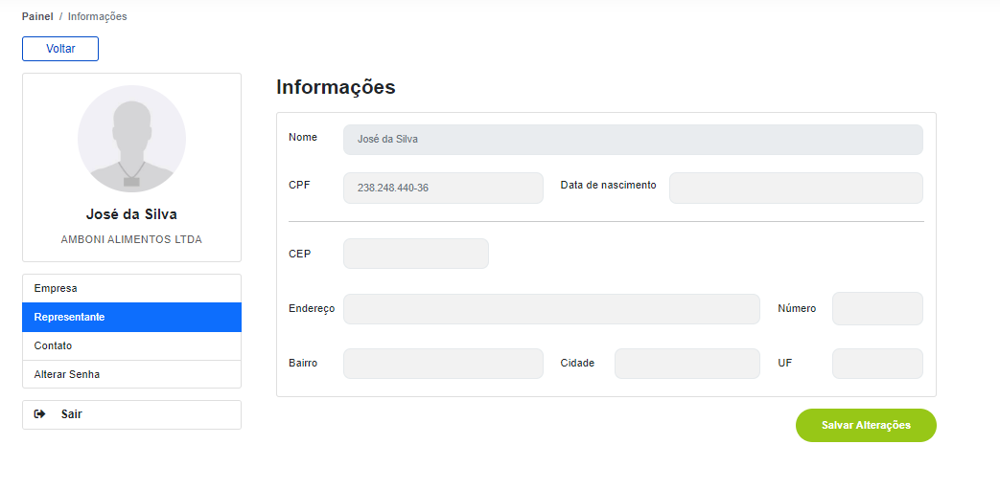 Painel / Informações
Voltar
José da Silva
AMBONI ALIMENTOS LTDA
Empresa
Representante
Contato
Alterar Senha
Sair
Informações
Nome José da Silva
CPF 238.248.440-36 Data de nascimento
CEP
Endereço Número
Bairro Cidade UF
Salvar Alterações